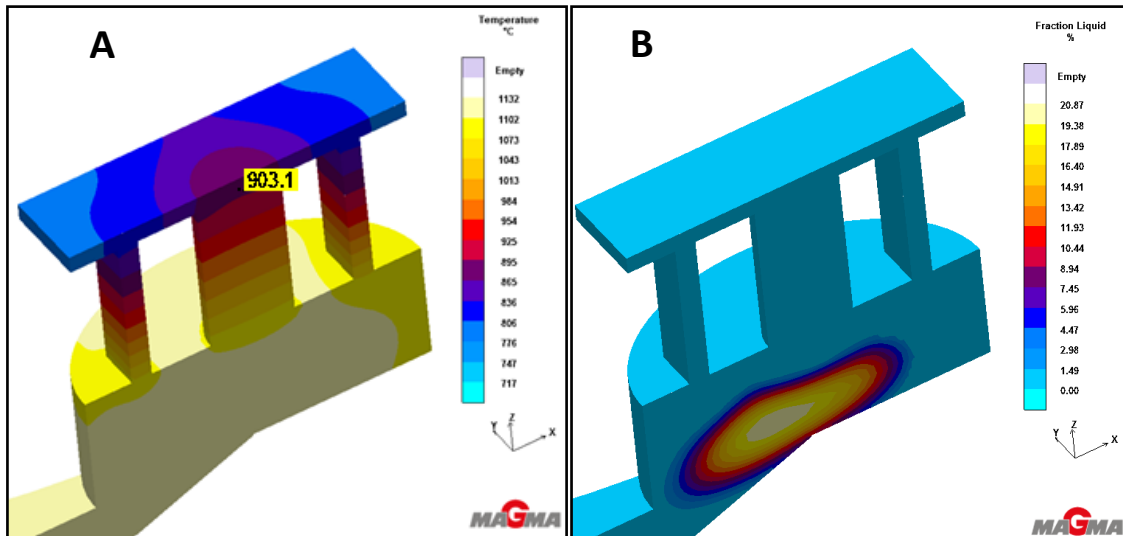 A
Temperature
°C
Empty
1132
1102
1073
1043
1013
984
954
925
895
865
836
806
776
747
717
903.1
Y
Z
X
MAGMA
B
Fraction Liquid
%
Empty
20.87
19.38
17.89
16.40
14.91
13.42
11.93
10.44
8.94
7.45
5.96
4.47
2.98
1.49
0.00
Y
Z
X
MAGMA